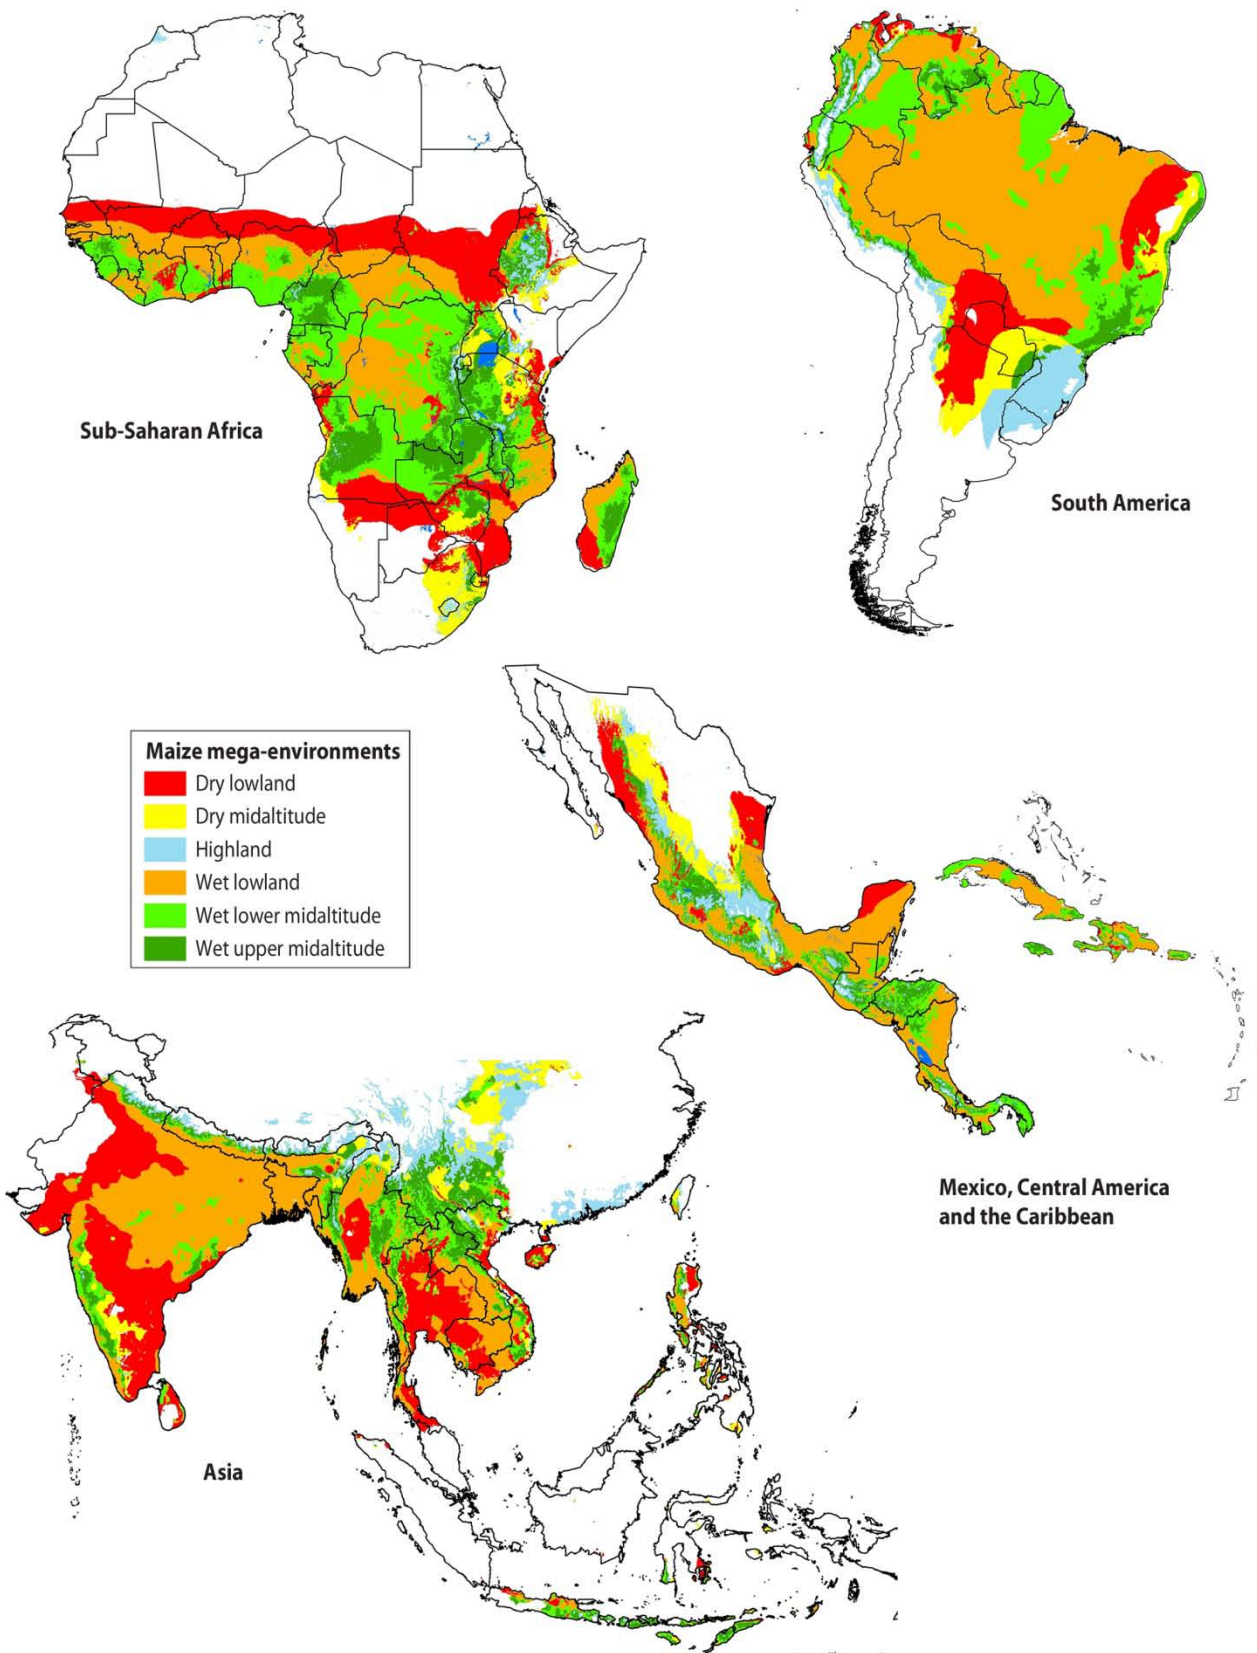 Sub-Saharan Africa
South America
Maize mega-environments
Dry lowland
Dry midaltitude
Highland
Wet lowland
Wet lower midaltitude
Wet upper midaltitude
Mexico, Central America
and the Caribbean
Asia